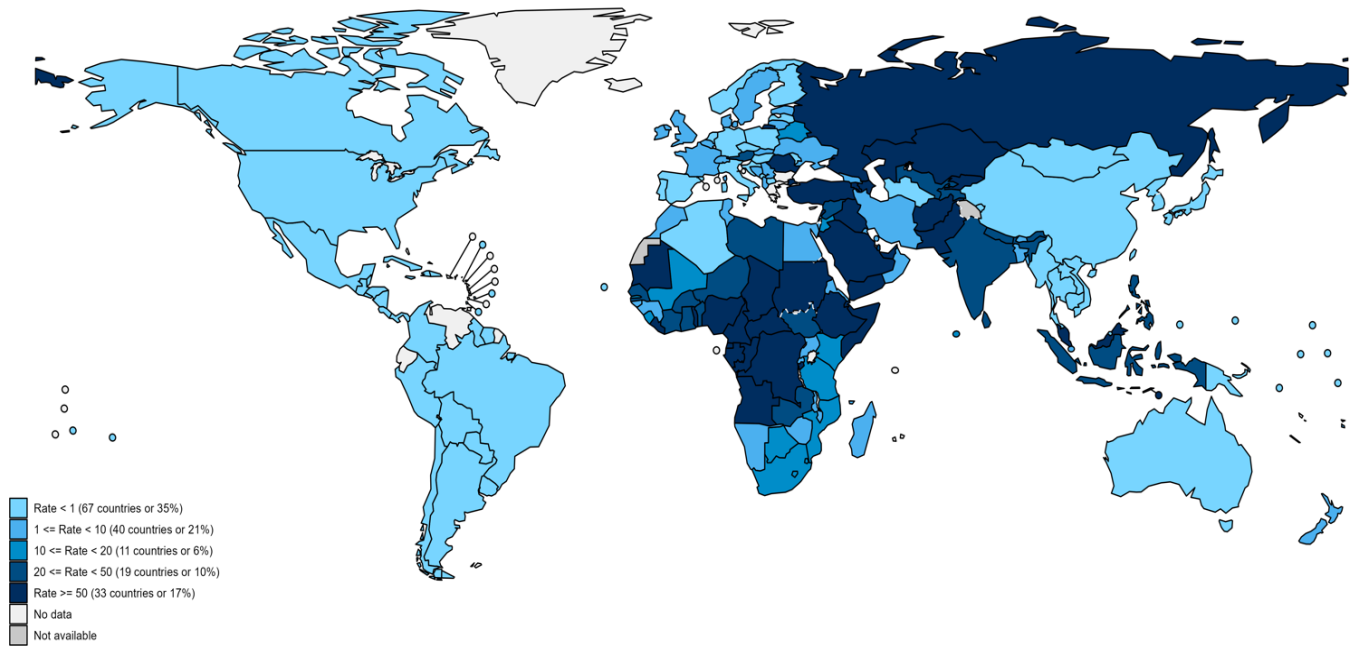 Rate < 1 (67 countries or 35%)
1 <= Rate < 10 (40 countries or 21%)
10 <= Rate < 20 (11 countries or 6%)
20 <= Rate < 50 (19 countries or 10%)
Rate >= 50 (33 countries or 17%)
No data
Not available